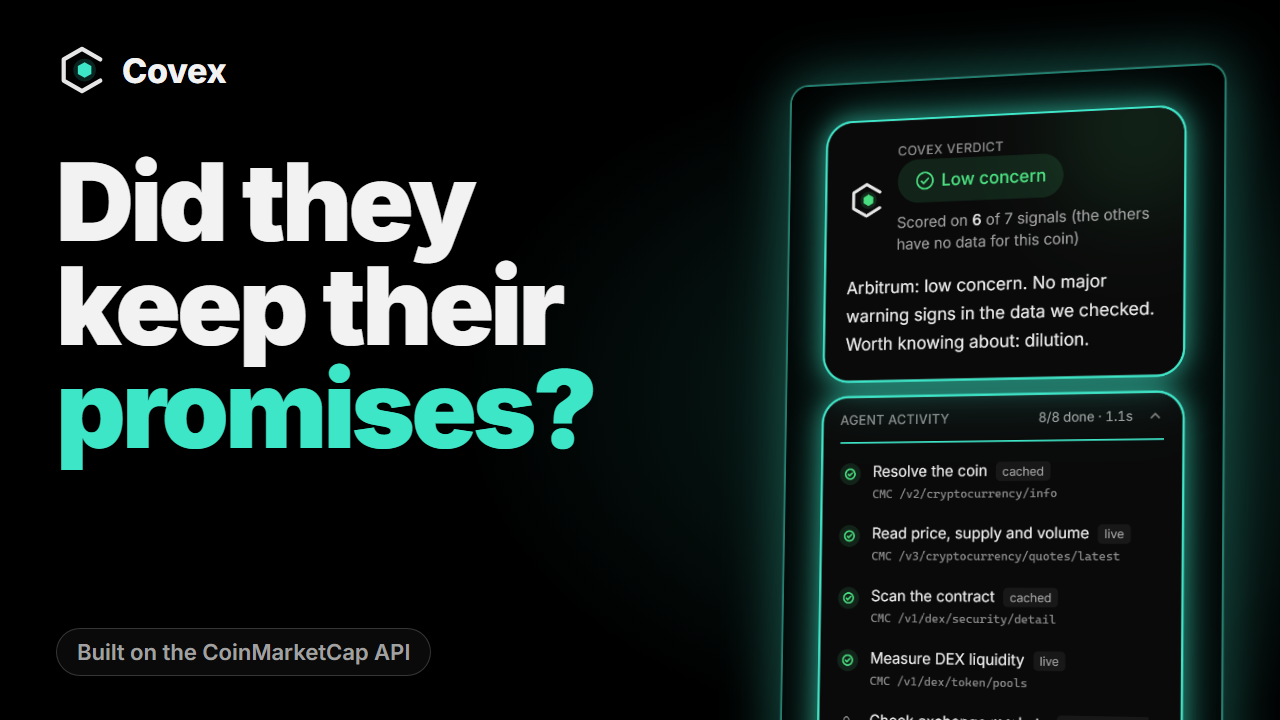 Covex
Did they
keep their
promises?
Built on the CoinMarketCap API
COVEX VERDICT
Low concern
Scored on 6 of 7 signals (the others
have no data for this coin)
Arbitrum: low concern. No major
warning signs in the data we checked.
Worth knowing about: dilution.
AGENT ACTIVITY 8/8 done · 1.1s
Resolve the coin cached
CMC /v2/cryptocurrency/info
Read price, supply and volume live
CMC /v3/cryptocurrency/quotes/latest
Scan the contract cached
CMC /v1/dex/security/detail
Measure DEX liquidity live
CMC /v1/dex/token/pools